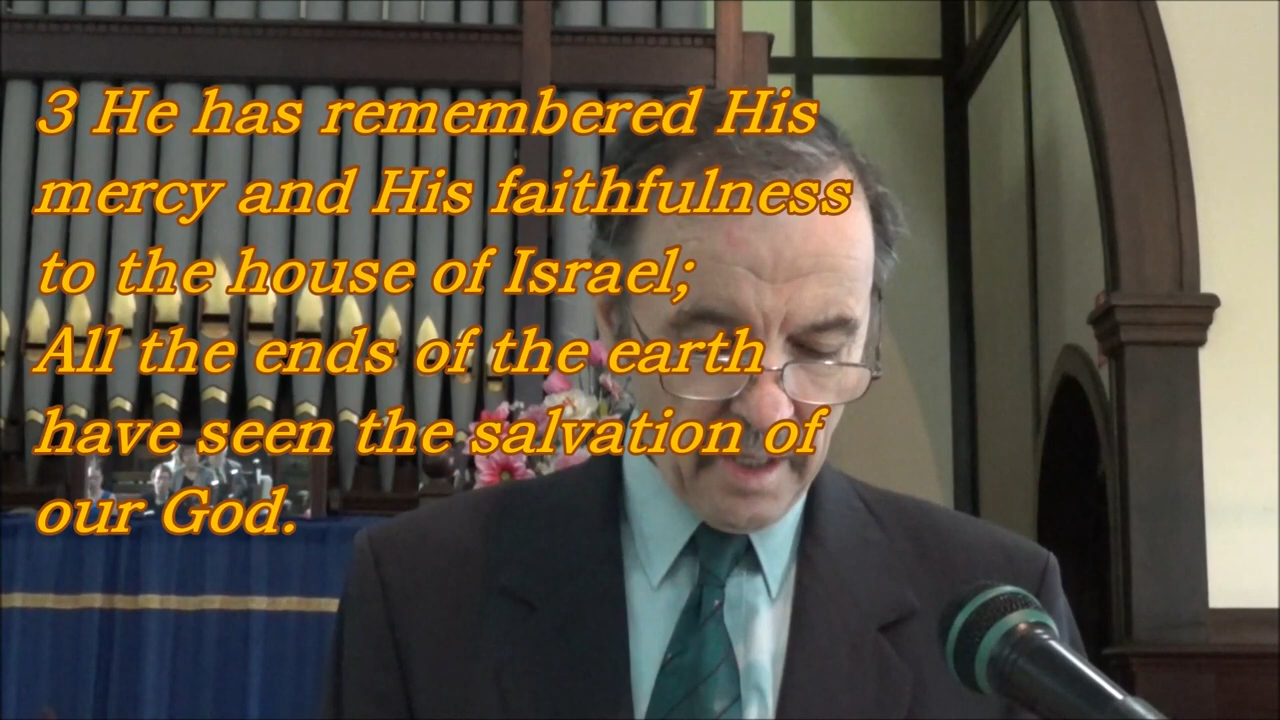 3 He has remembered His
mercy and His faithfulness
to the house of Israel;
All the ends of the earth
have seen the salvation of
our God.